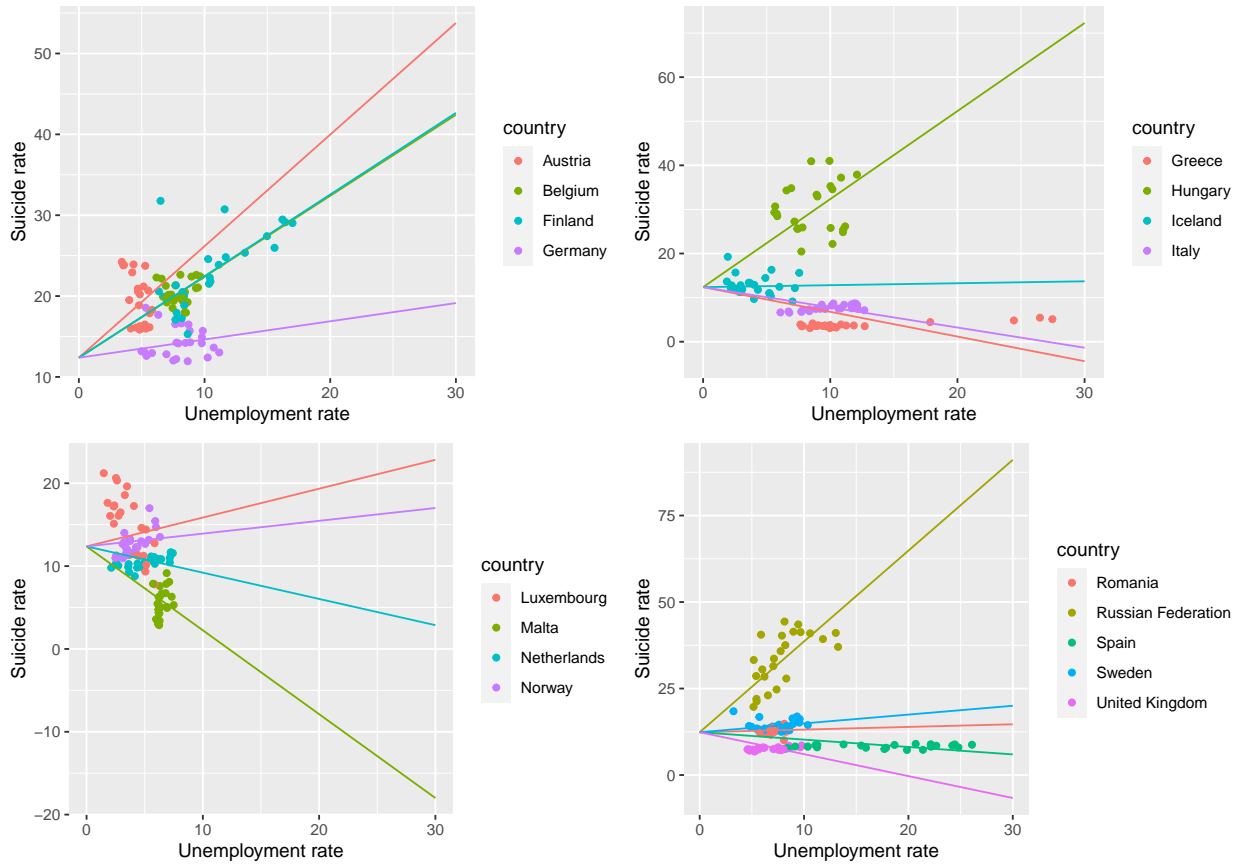 50
40
30
20
10
0
10
20
30
Suicide rate
Unemployment rate
country
Austria
Belgium
Finland
Germany
60
40
20
0
0
10
20
30
Suicide rate
Unemployment rate
country
Greece
Hungary
Iceland
Italy
20
10
0
−10
−20
0
10
20
30
Suicide rate
Unemployment rate
country
Luxembourg
Malta
Netherlands
Norway
75
50
25
0
0
10
20
30
Suicide rate
Unemployment rate
country
Romania
Russian Federation
Spain
Sweden
United Kingdom